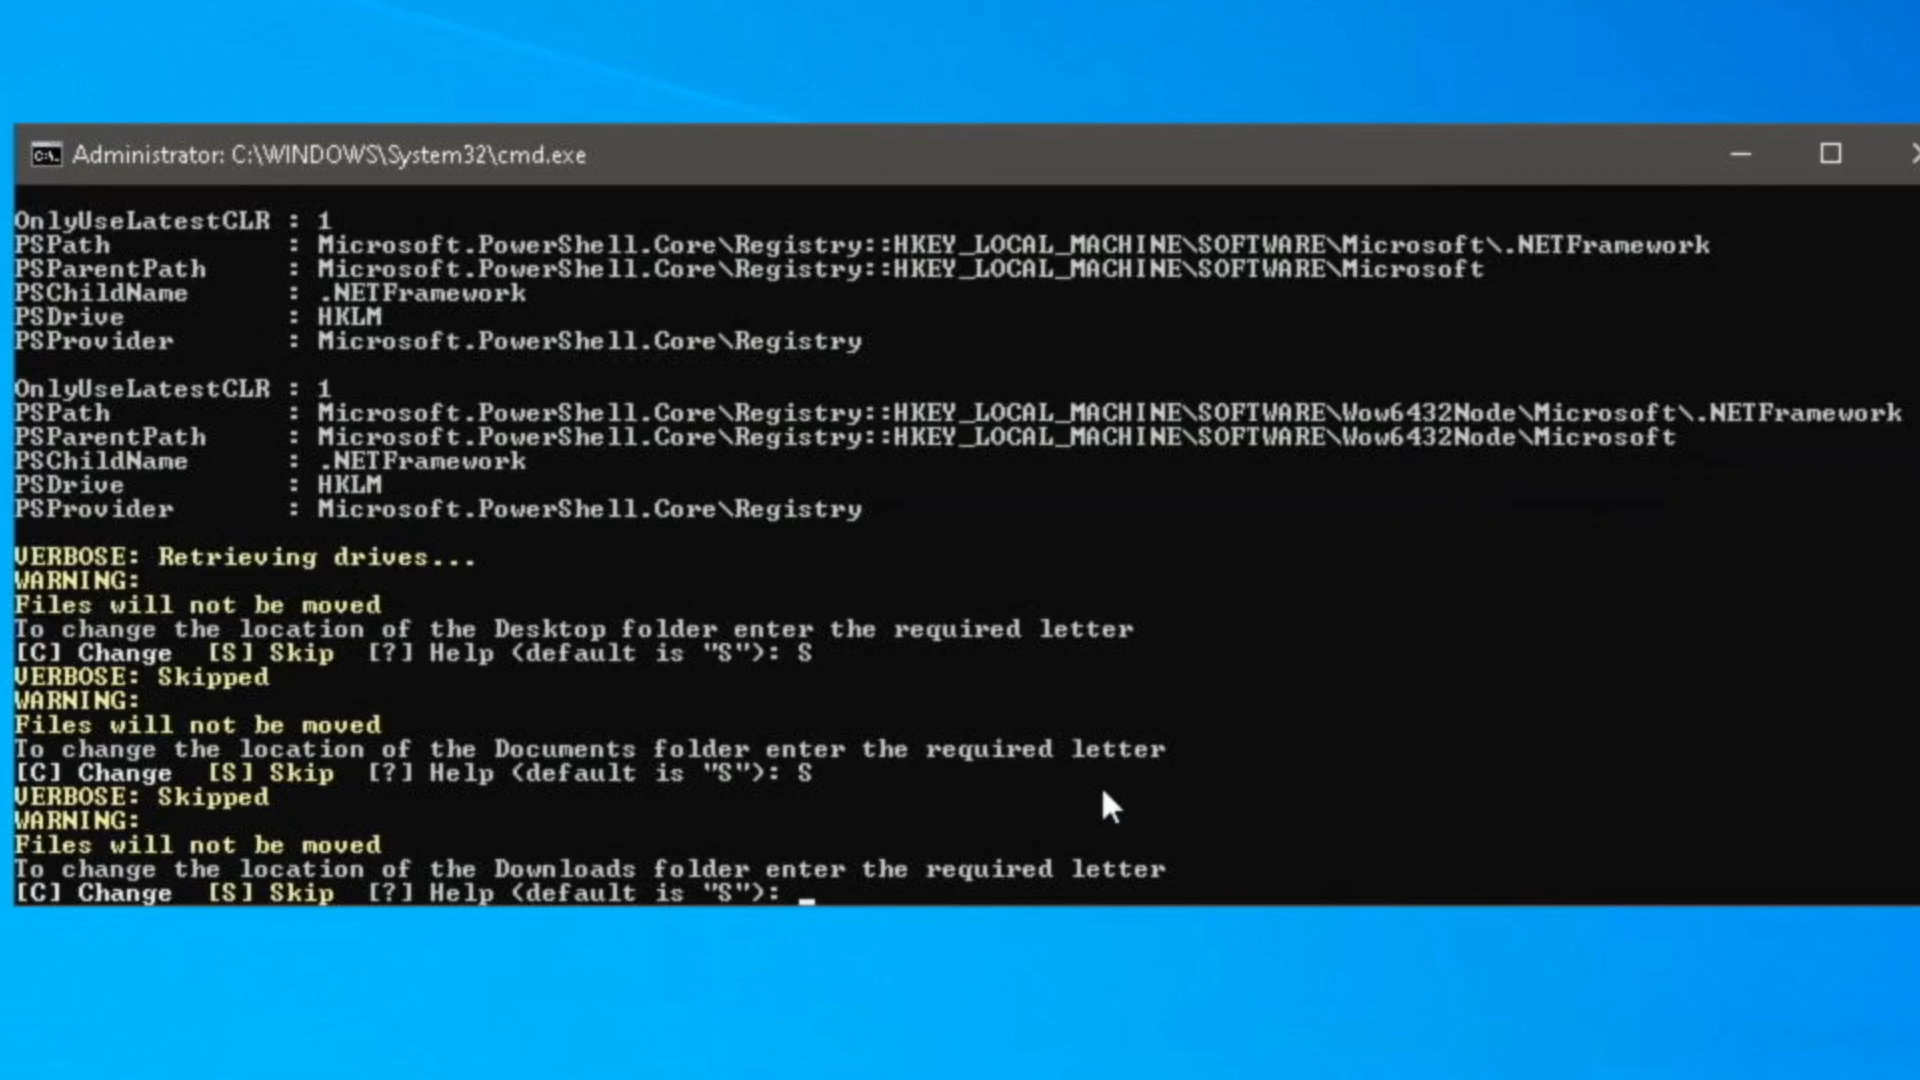 Administrator: C:\WINDOWS\System32\cmd.exe
OnlyUseLatestCLR : 1
PSPath           : Microsoft.PowerShell.Core\Registry::HKEY_LOCAL_MACHINE\SOFTWARE\Microsoft\.NETFramework
PSParentPath     : Microsoft.PowerShell.Core\Registry::HKEY_LOCAL_MACHINE\SOFTWARE\Microsoft
PSChildName      : .NETFramework
PSDrive          : HKLM
PSProvider       : Microsoft.PowerShell.Core\Registry
OnlyUseLatestCLR : 1
PSPath           : Microsoft.PowerShell.Core\Registry::HKEY_LOCAL_MACHINE\SOFTWARE\Wow6432Node\Microsoft\.NETFramework
PSParentPath     : Microsoft.PowerShell.Core\Registry::HKEY_LOCAL_MACHINE\SOFTWARE\Wow6432Node\Microsoft
PSChildName      : .NETFramework
PSDrive          : HKLM
PSProvider       : Microsoft.PowerShell.Core\Registry
VERBOSE: Retrieving drives...
WARNING:
Files will not be moved
To change the location of the Desktop folder enter the required letter
[C] Change  [S] Skip  [?] Help (default is "S"): S
VERBOSE: Skipped
WARNING:
Files will not be moved
To change the location of the Documents folder enter the required letter
[C] Change  [S] Skip  [?] Help (default is "S"): S
VERBOSE: Skipped
WARNING:
Files will not be moved
To change the location of the Downloads folder enter the required letter
[C] Change  [S] Skip  [?] Help (default is "S"):